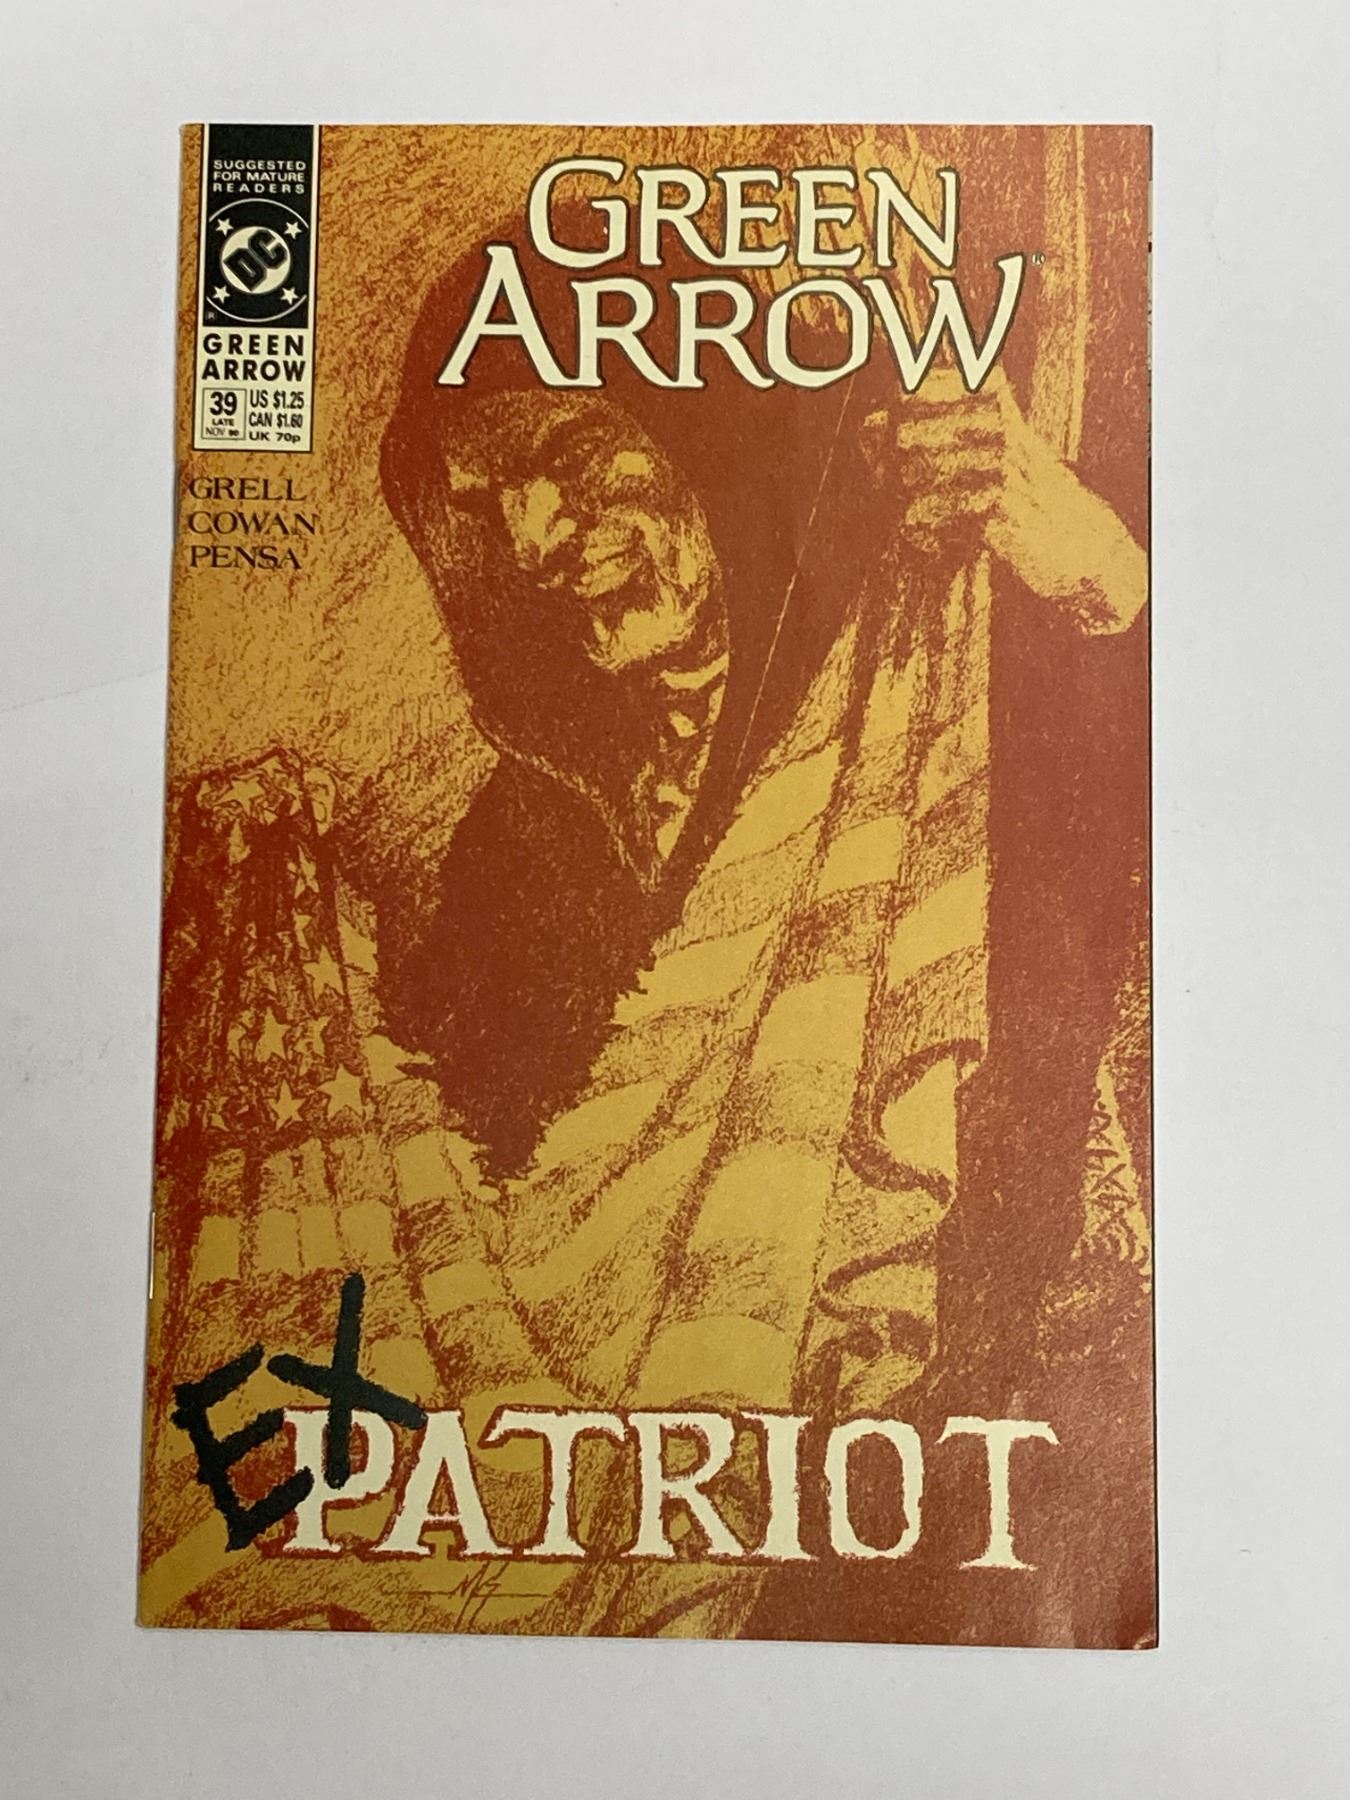 SUGGESTED
FOR MATURE
READERS
DC
R
GREEN
ARROW
39
LATE
NOV 90
US $1.25
CAN $1.60
UK 70p
GRELL
COWAN
PENSA
GREEN
ARROW®
EX
PATRIOT